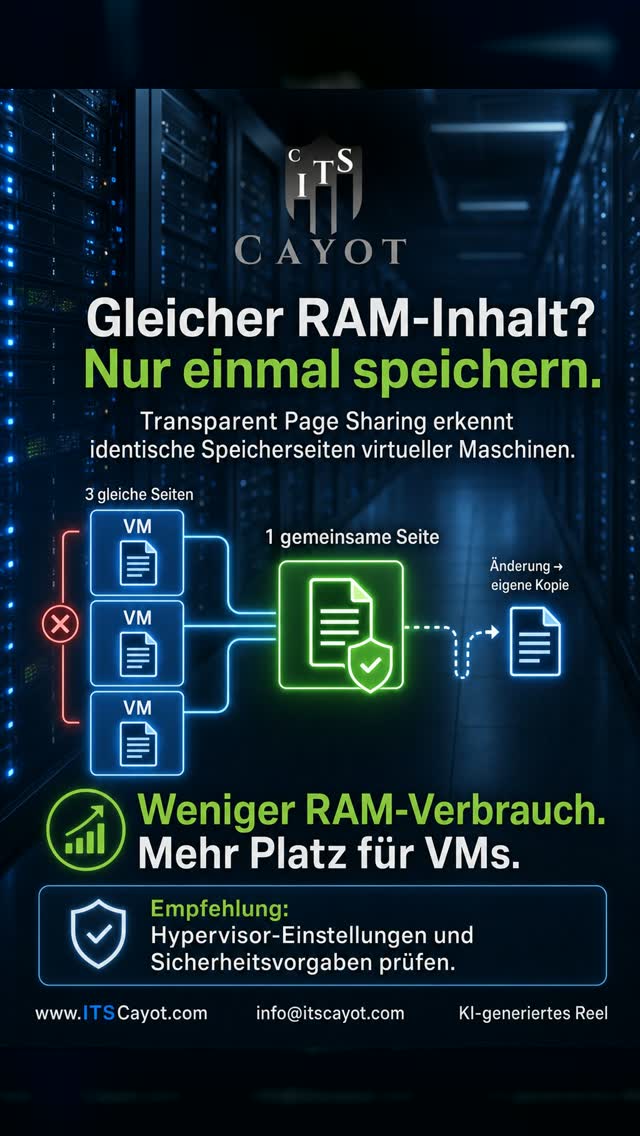 C ITS
CAYOT
Gleicher RAM-Inhalt?
Nur einmal speichern.
Transparent Page Sharing erkennt
identische Speicherseiten virtueller Maschinen.
3 gleiche Seiten
VM
VM
VM
1 gemeinsame Seite
Änderung →
eigene Kopie
Weniger RAM-Verbrauch.
Mehr Platz für VMs.
Empfehlung:
Hypervisor-Einstellungen und
Sicherheitsvorgaben prüfen.
www.ITSCayot.com
info@itscayot.com
KI-generiertes Reel